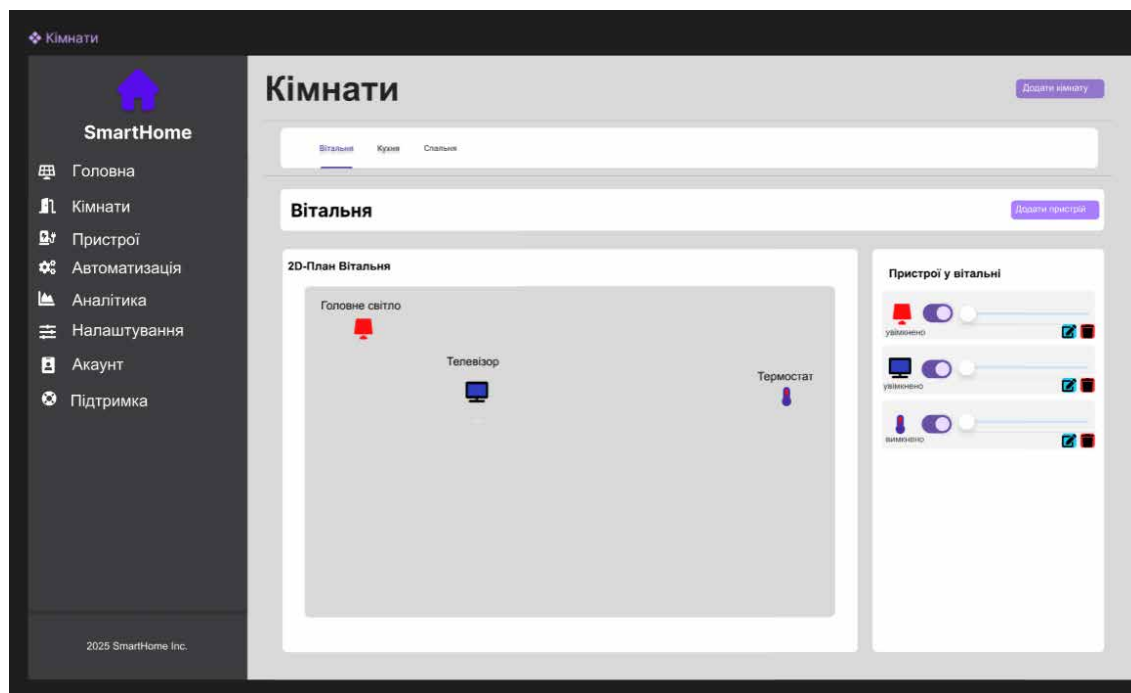 Кімнати
SmartHome
Головна
Кімнати
Пристрої
Автоматизація
Аналітика
Налаштування
Акаунт
Підтримка
2025 SmartHome Inc.
Кімнати
Додати кімнату
Вітальня Кухня Спальня
Вітальня
Додати пристрій
2D-План Вітальня
Головне світло
Телевізор
Термостат
Пристрої у вітальні
увімкнено
увімкнено
вимкнено